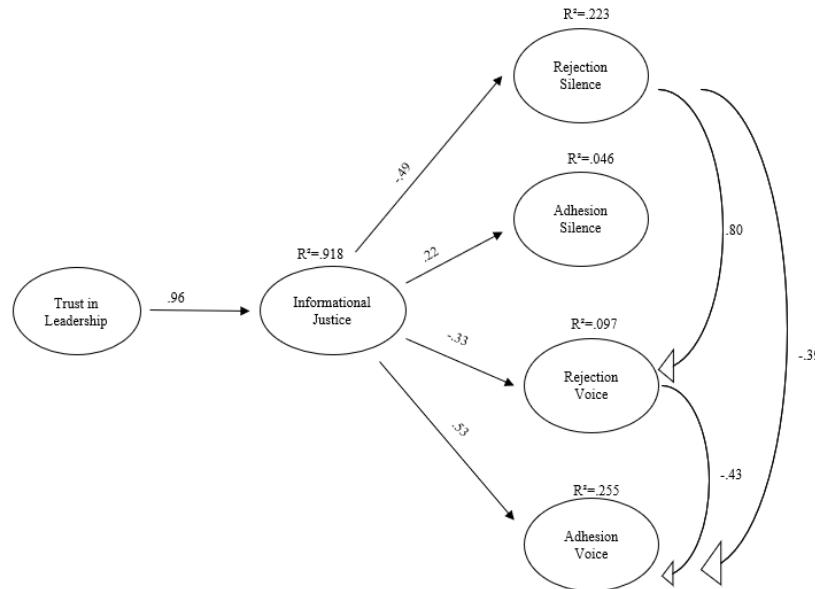 R²=.223
Rejection
Silence
-.49
R²=.046
Adhesion
Silence
.80
R²=.918
.22
Trust in
Leadership
.96
Informational
Justice
R²=.097
-.33
Rejection
Voice
-.39
.53
-.43
R²=.255
Adhesion
Voice